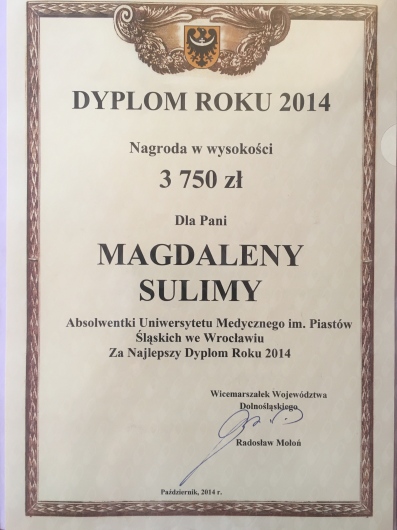 DYPLOM ROKU 2014
Nagroda w wysokości
3 750 zł
Dla Pani
MAGDALENY
SULIMY
Absolwentki Uniwersytetu Medycznego im. Piastów
Śląskich we Wrocławiu
Za Najlepszy Dyplom Roku 2014
Wicemarszałek Województwa
Dolnośląskiego
Radosław Mołoń
Październik, 2014 r.